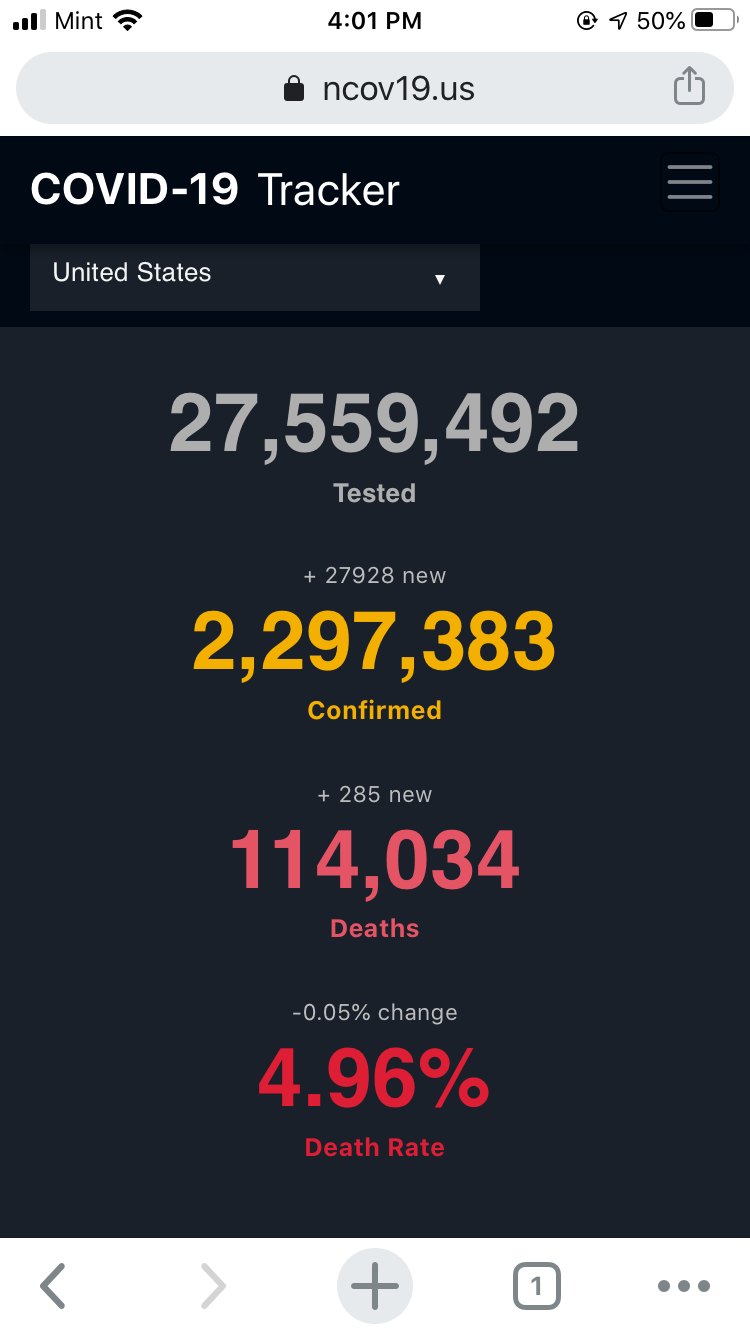 Mint 4:01 PM 50%
ncov19.us
COVID-19 Tracker
United States
27,559,492
Tested
+ 27928 new
2,297,383
Confirmed
+ 285 new
114,034
Deaths
-0.05% change
4.96%
Death Rate
1